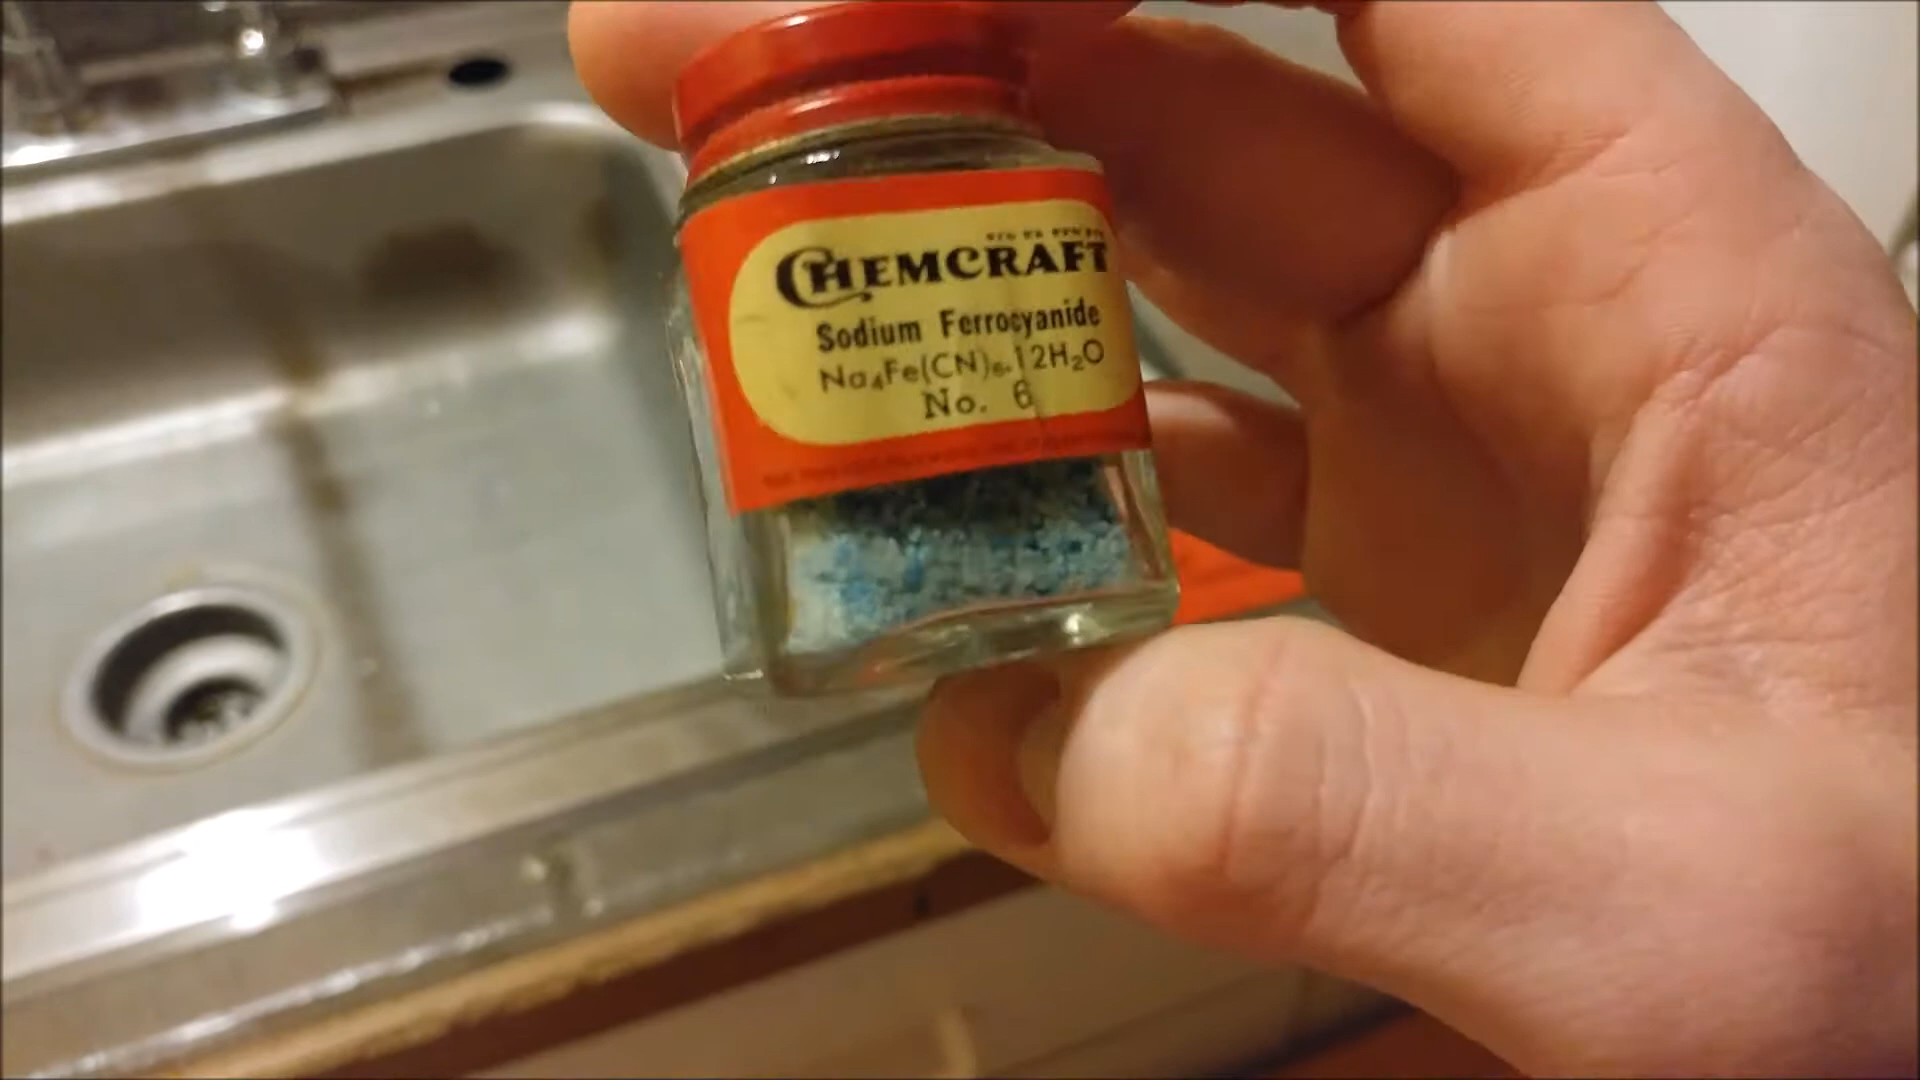 CHEMCRAFT
Sodium Ferrocyanide
Na₄Fe(CN)₆.12H₂O
No. 6